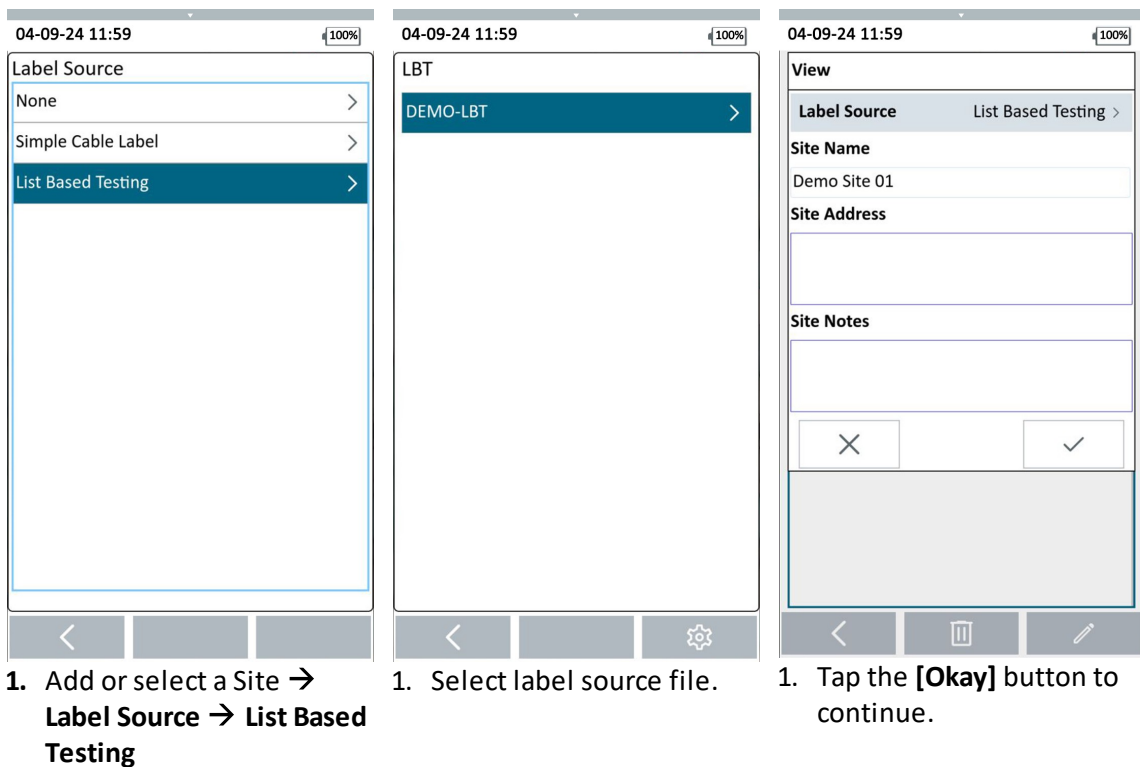 04-09-24 11:59 100%
Label Source
None
Simple Cable Label
List Based Testing
1. Add or select a Site →
Label Source → List Based
Testing
04-09-24 11:59 100%
LBT
DEMO-LBT
1. Select label source file.
04-09-24 11:59 100%
View
Label Source List Based Testing >
Site Name
Demo Site 01
Site Address
Site Notes
1. Tap the [Okay] button to
continue.